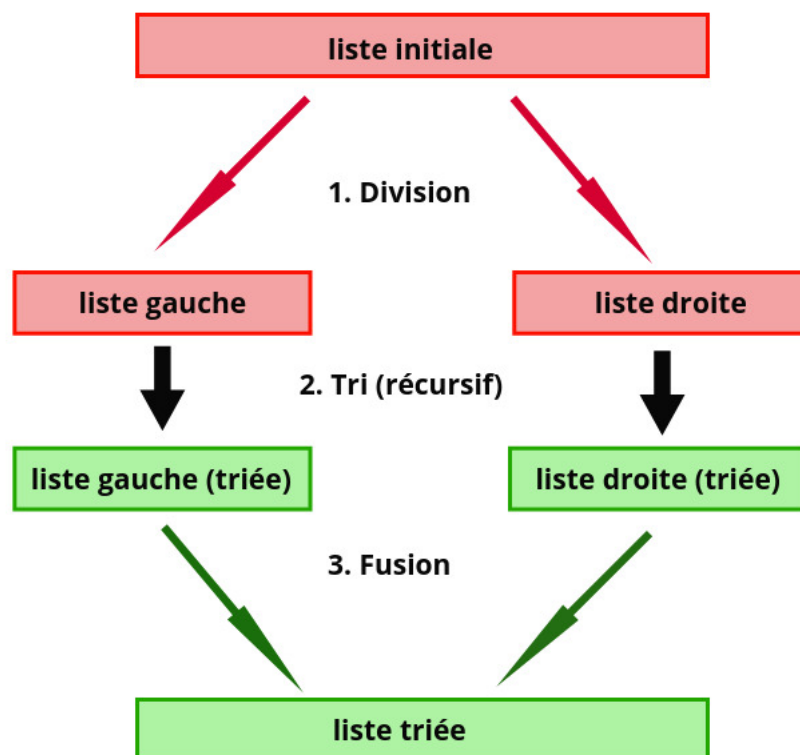 liste initiale
1. Division
liste gauche
liste droite
2. Tri (récursif)
liste gauche (triée)
liste droite (triée)
3. Fusion
liste triée